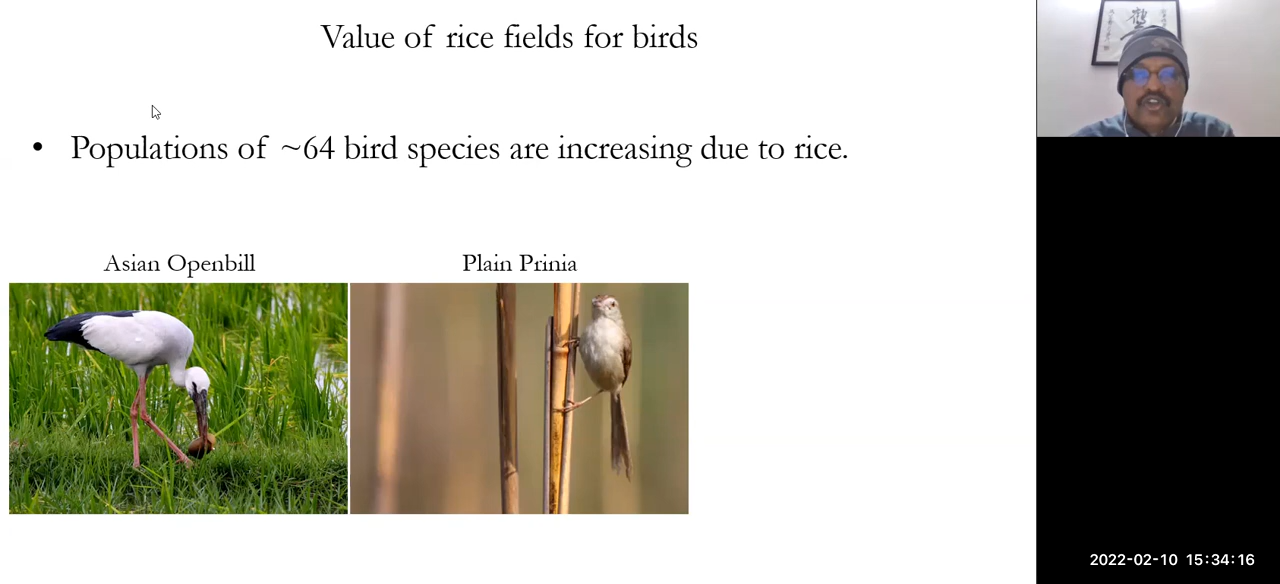 Value of rice fields for birds
• Populations of ~64 bird species are increasing due to rice.
Asian Openbill
Plain Prinia
2022-02-10 15:34:16